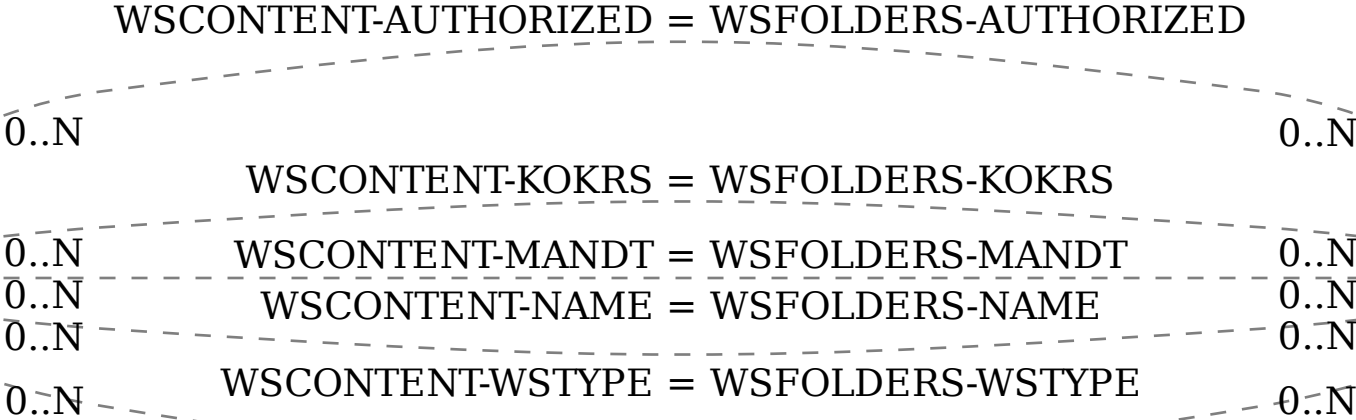 WSCONTENT-AUTHORIZED = WSFOLDERS-AUTHORIZED
0..N 0..N
WSCONTENT-KOKRS = WSFOLDERS-KOKRS
0..N WSCONTENT-MANDT = WSFOLDERS-MANDT 0..N
0..N WSCONTENT-NAME = WSFOLDERS-NAME 0..N
0..N 0..N
WSCONTENT-WSTYPE = WSFOLDERS-WSTYPE
0..N 0..N